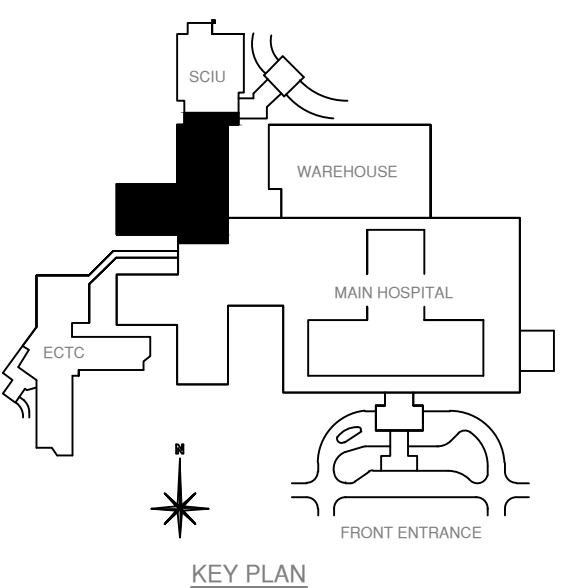 SCIU
WAREHOUSE
MAIN HOSPITAL
ECTC
N
FRONT ENTRANCE
KEY PLAN